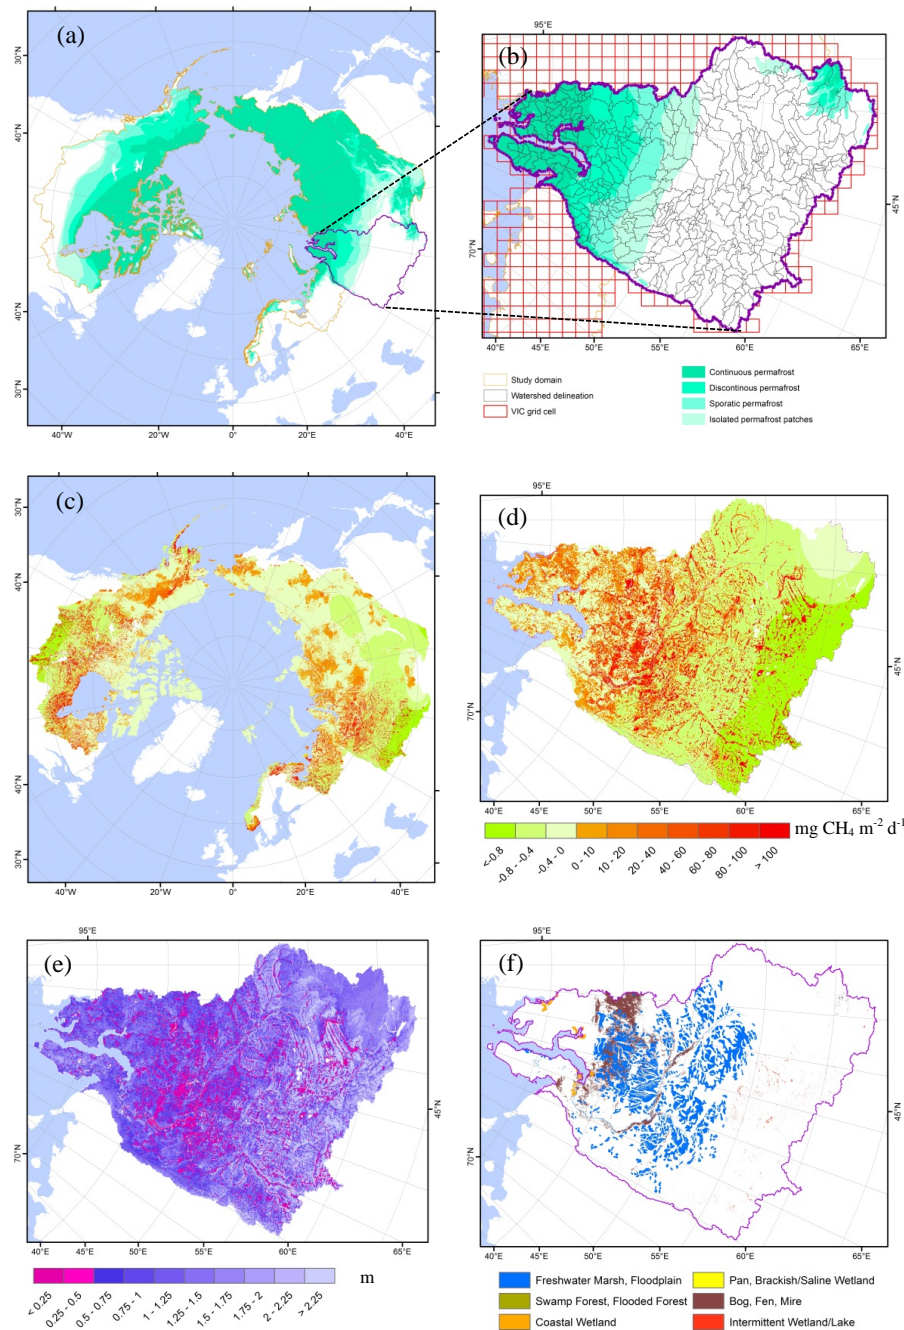 (a)
30°N
40°N
40°N
30°N
40°W
20°W
0°
20°E
40°E
95°E
(b)
45°N
70°N
40°E
45°E
50°E
55°E
60°E
65°E
Study domain
Watershed delineation
VIC grid cell
Continuous permafrost
Discontinous permafrost
Sporatic permafrost
Isolated permafrost patches
(c)
30°N
40°N
40°N
30°N
40°W
20°W
0°
20°E
40°E
95°E
(d)
45°N
70°N
40°E
45°E
50°E
55°E
60°E
65°E
<-0.8
-0.8 - -0.4
-0.4 - 0
0 - 10
10 - 20
20 - 40
40 - 60
60 - 80
80 - 100
> 100
mg CH₄ m⁻² d⁻¹
95°E
(e)
45°N
70°N
40°E
45°E
50°E
55°E
60°E
65°E
< 0.25
0.25 - 0.5
0.5 - 0.75
0.75 - 1
1 - 1.25
1.25 - 1.5
1.5 - 1.75
1.75 - 2
2 - 2.25
> 2.25
m
95°E
(f)
45°N
70°N
40°E
45°E
50°E
55°E
60°E
65°E
Freshwater Marsh, Floodplain
Swamp Forest, Flooded Forest
Coastal Wetland
Pan, Brackish/Saline Wetland
Bog, Fen, Mire
Intermittent Wetland/Lake